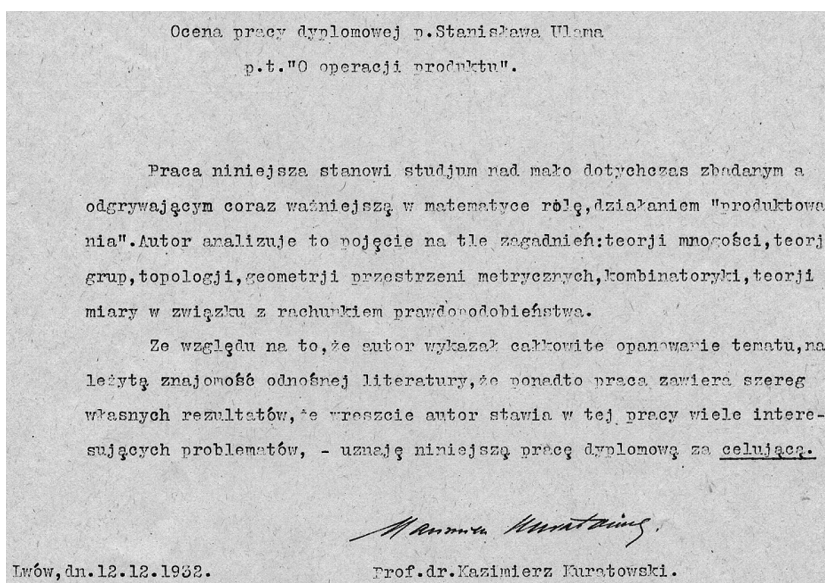 Ocena pracy dyplomowej p.Stanisława Ulama
p.t."O operacji produktu".
Praca niniejsza stanowi studjum nad mało dotychczas zbadanym a
odgrywającym coraz ważniejszą w matematyce rolę,działaniem "produktowa
nia".Autor analizuje to pojęcie na tle zagadnień:teorji mnogości,teorj
grup,topologji,geometrji przestrzeni metrycznych,kombinatoryki,teorji
miary w związku z rachunkiem prawdopodobieństwa.
Ze względu na to,że autor wykazał całkowite opanowanie tematu,na
leżytą znajomość odnośnej literatury,że ponadto praca zawiera szereg
własnych rezultatów,że wreszcie autor stawia w tej pracy wiele intere-
sujących problematów, - uznaję niniejszą pracę dyplomową za celującą.
Kazimierz Kuratowski.
Lwów,dn.12.12.1932. Prof.dr.Kazimierz Kuratowski.